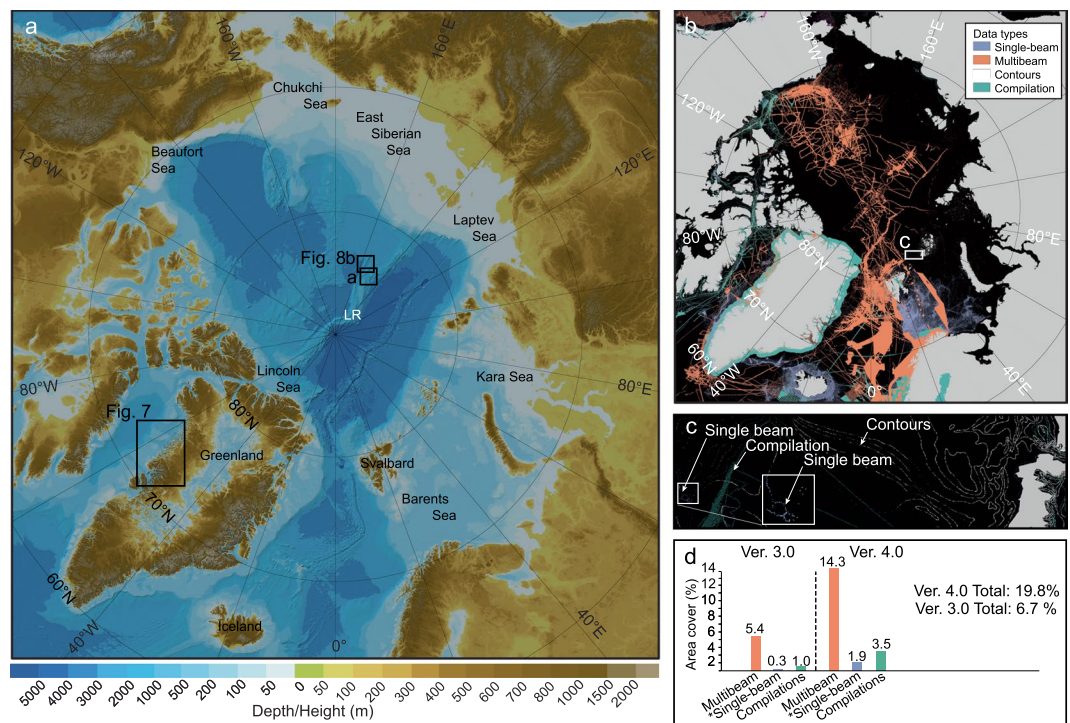 a
160°W
160°E
Chukchi
Sea
East
Siberian
Sea
Beaufort
Sea
120°W
120°E
Laptev
Sea
Fig. 8b
a
LR
Lincoln
Sea
Kara Sea
80°W
80°E
Fig. 7
80°N
Greenland
Svalbard
70°N
Barents
Sea
60°N
Iceland
40°W
0°
40°E
5000 4000 3000 2000 1000 500 200 100 50 0 50 100 200 300 400 500 600 700 800 1000 1500 2000
Depth/Height (m)
b
160°W
160°E
Data types
Single-beam
Multibeam
Contours
Compilation
120°W
80°W
80°N
C
80°E
70°N
60°N
40°W
0°
40°E
c
Single beam
Compilation
Single beam
Contours
d
Ver. 3.0
Ver. 4.0
Area cover (%)
14
12
10
8
6
4
2
5.4
0.3
1.0
14.3
1.9
3.5
Ver. 4.0 Total: 19.8%
Ver. 3.0 Total: 6.7 %
Multibeam
*Single-beam
Compilations
Multibeam
*Single-beam
Compilations